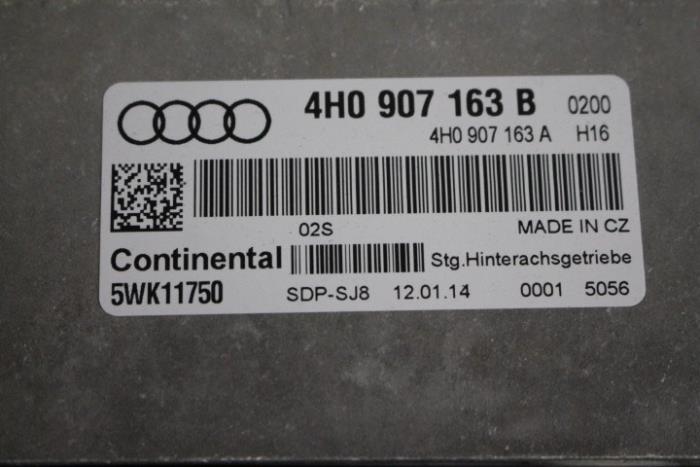 4H0 907 163 B 0200
4H0 907 163 A H16
02S MADE IN CZ
Continental Stg.Hinterachsgetriebe
5WK11750 SDP-SJ8 12.01.14 0001 5056